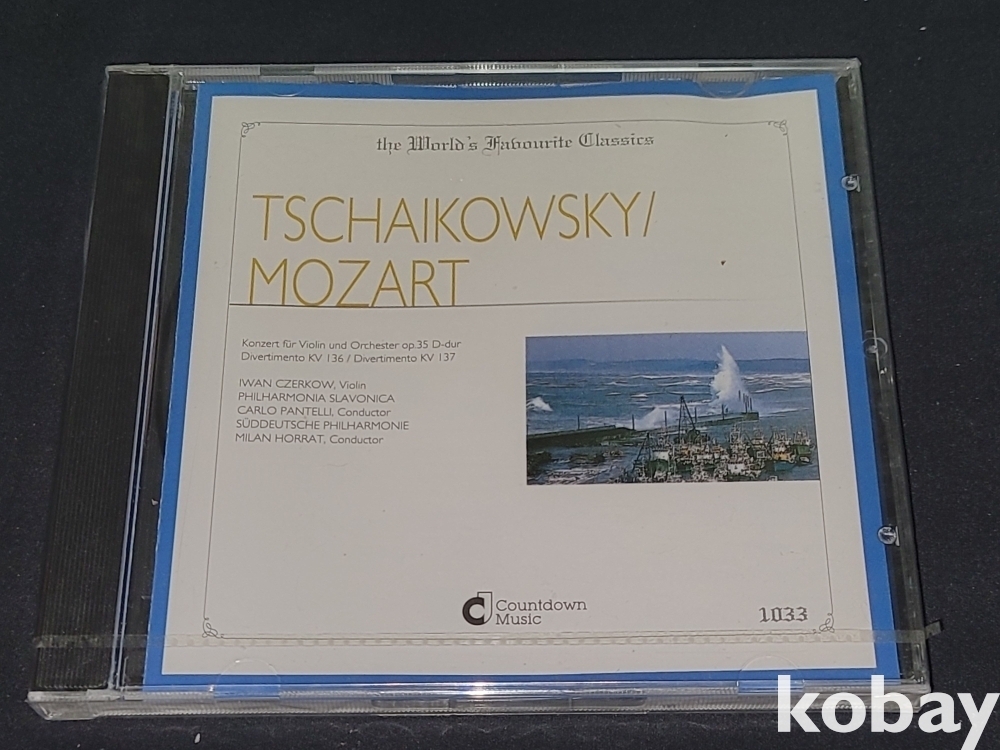 the World's Favourite Classics
TSCHAIKOWSKY/
MOZART
Konzert für Violin und Orchester op.35 D-dur
Divertimento KV 136 / Divertimento KV 137
IWAN CZERKOW, Violin
PHILHARMONIA SLAVONICA
CARLO PANTELLI, Conductor
SÜDDEUTSCHE PHILHARMONIE
MILAN HORRAT, Conductor
Countdown
Music
1033
kobay